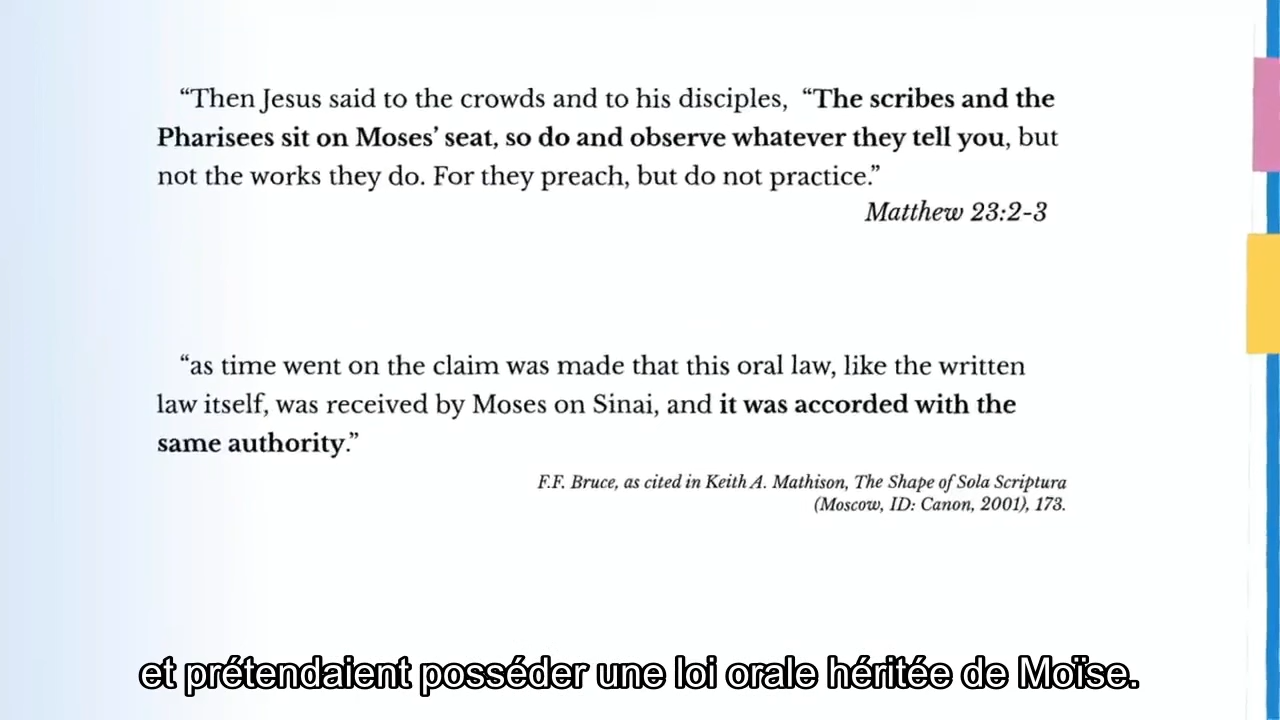 “Then Jesus said to the crowds and to his disciples, “The scribes and the
Pharisees sit on Moses’ seat, so do and observe whatever they tell you, but
not the works they do. For they preach, but do not practice.”
Matthew 23:2-3
“as time went on the claim was made that this oral law, like the written
law itself, was received by Moses on Sinai, and it was accorded with the
same authority.”
F.F. Bruce, as cited in Keith A. Mathison, The Shape of Sola Scriptura
(Moscow, ID: Canon, 2001), 173.
et prétendaient posséder une loi orale héritée de Moïse.